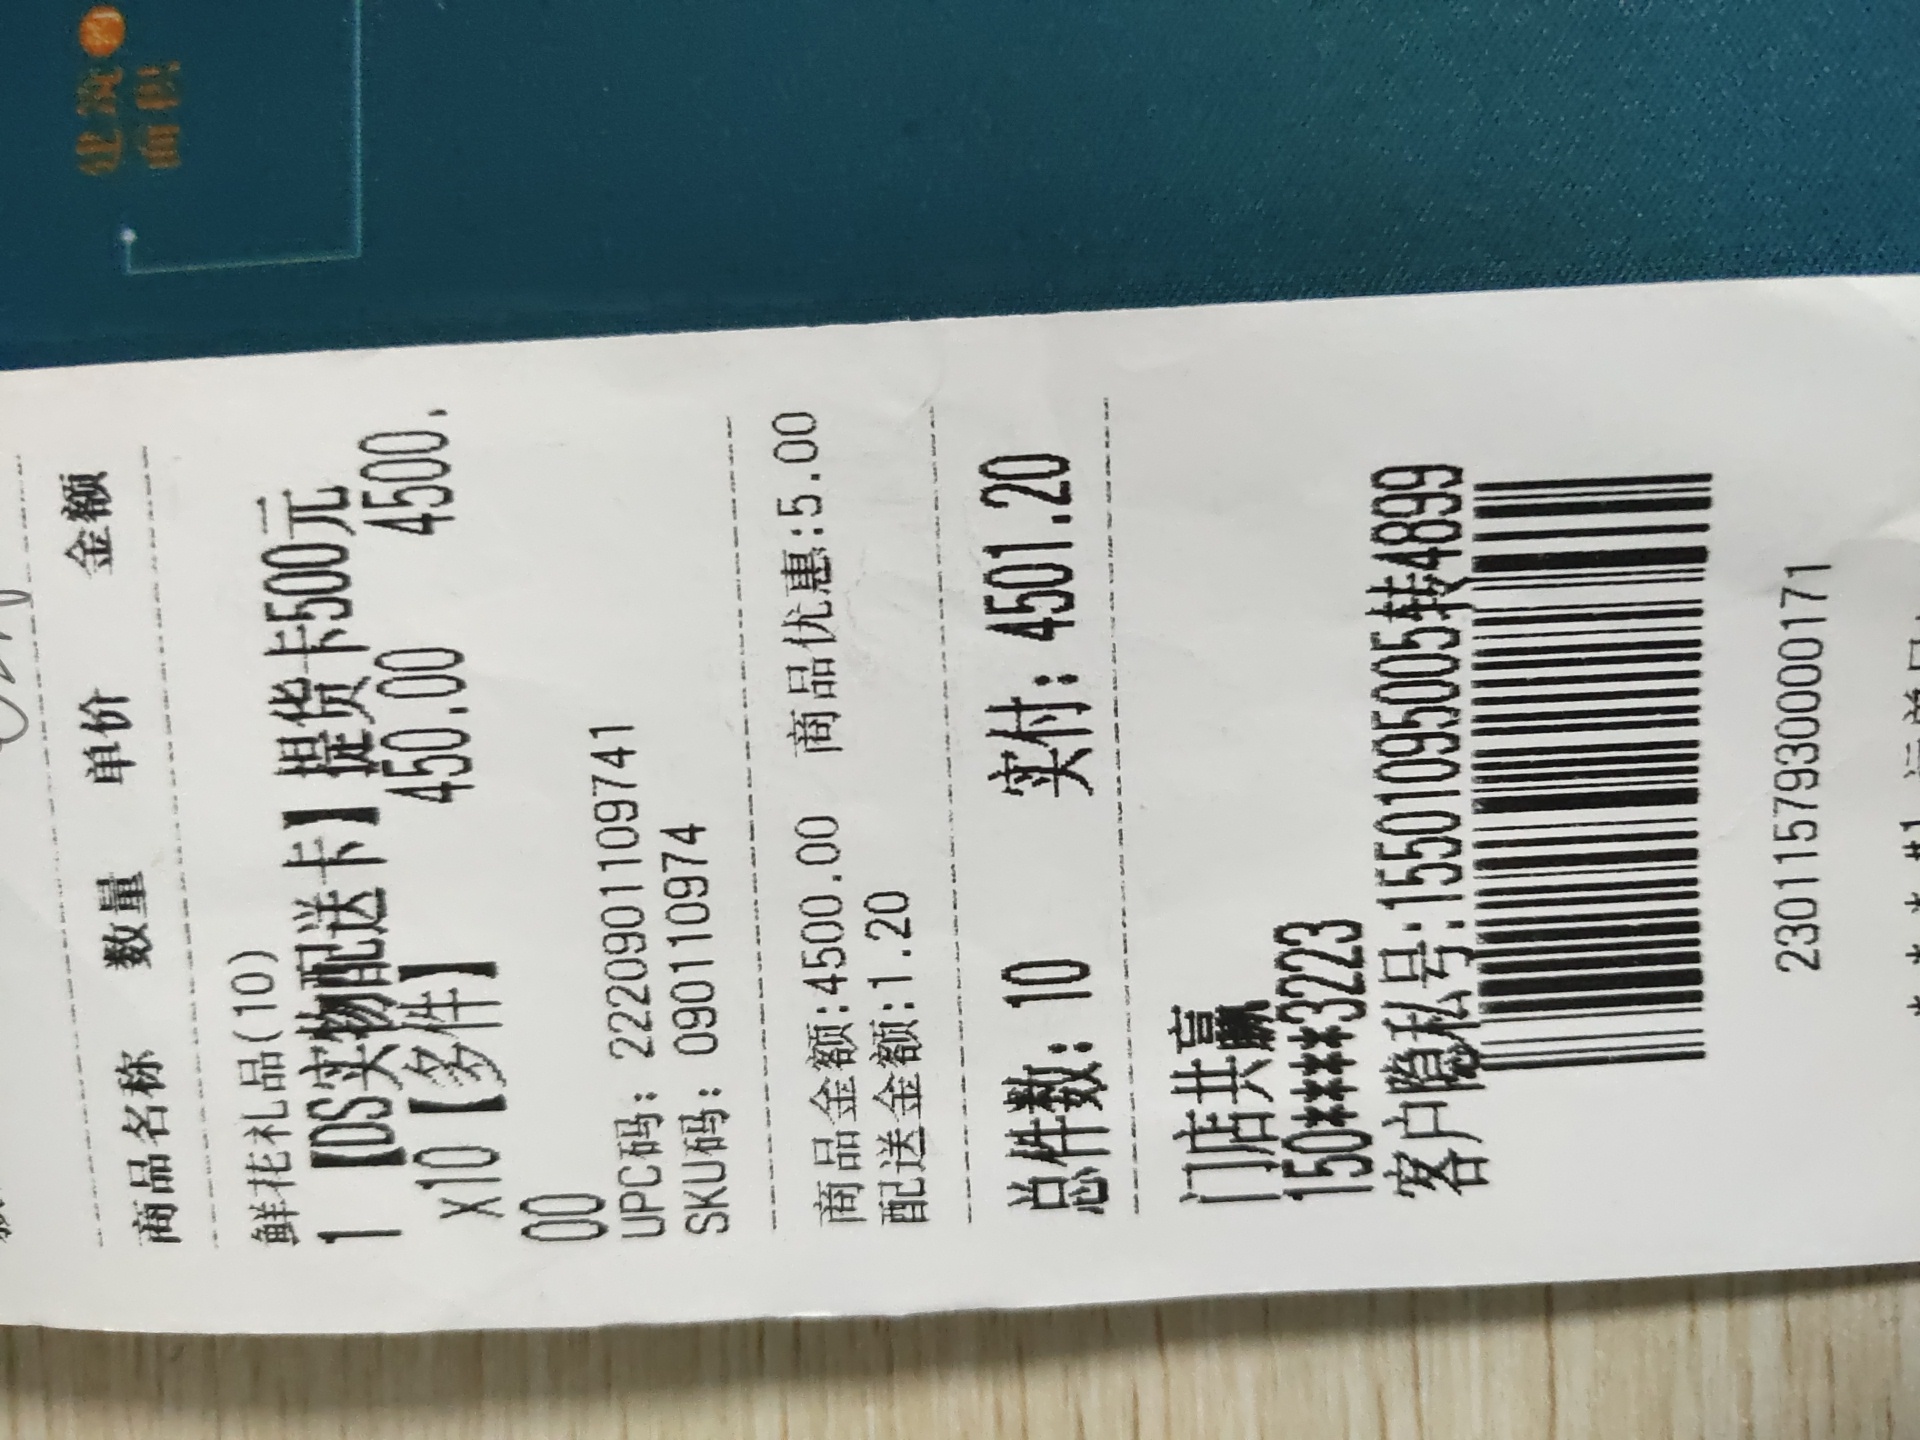 商品名称 数量 单价 金额
鲜花礼品(10)
1 【DS实物配送卡】提货卡500元
x10【多件】 450.00 4500.
00
UPC码: 2220901109741
SKU码: 090110974
商品金额:4500.00 商品优惠:5.00
配送金额:1.20
总件数: 10 实付: 4501.20
门店共赢
150****3223
客户隐私号:15501095005转4899
2301157930000171
建筑
面积